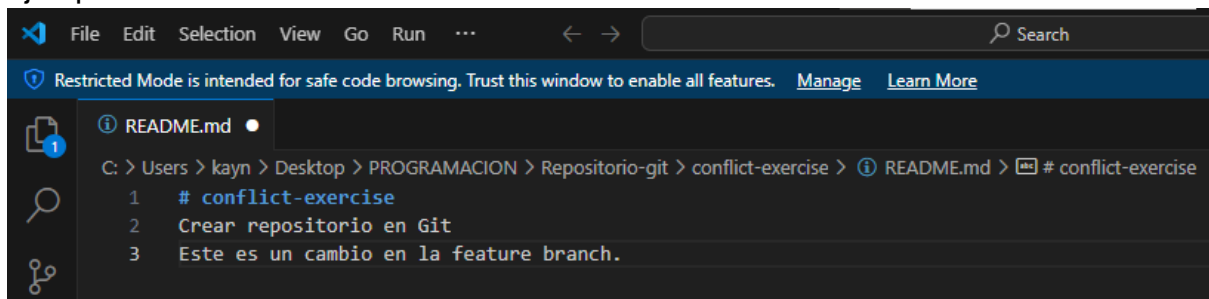 File Edit Selection View Go Run ··· ← → Search
Restricted Mode is intended for safe code browsing. Trust this window to enable all features. Manage Learn More
README.md
1
C: > Users > kayn > Desktop > PROGRAMACION > Repositorio-git > conflict-exercise > README.md > abc # conflict-exercise
1 # conflict-exercise
2 Crear repositorio en Git
3 Este es un cambio en la feature branch.